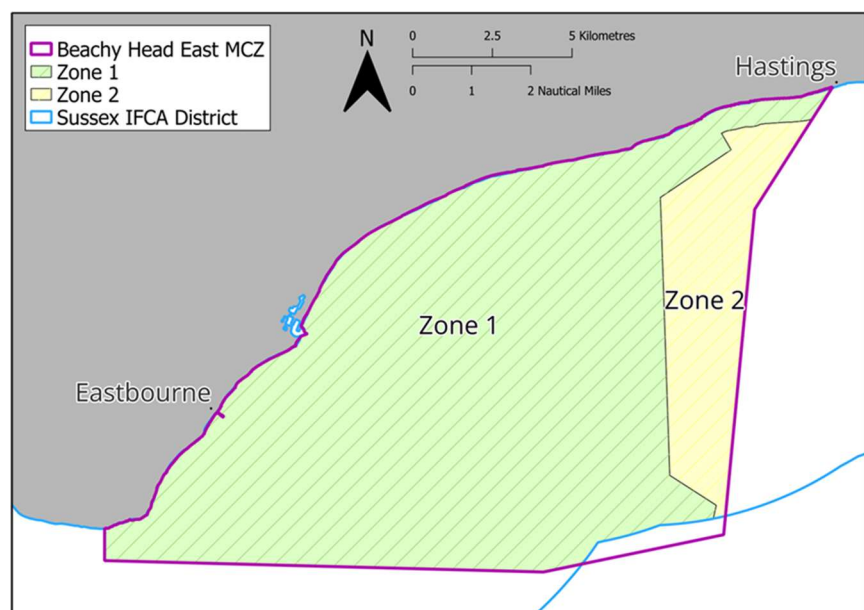 Beachy Head East MCZ
Zone 1
Zone 2
Sussex IFCA District
N
0 2.5 5 Kilometres
0 1 2 Nautical Miles
Hastings
Zone 2
Zone 1
Eastbourne